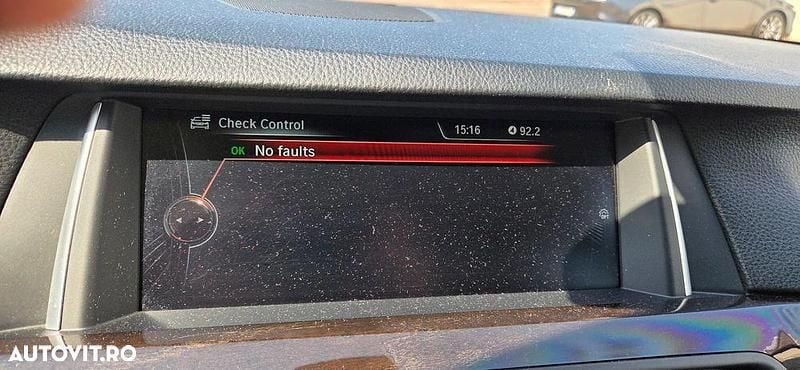 Check Control
15:16 92.2
OK No faults
AUTOVIT.RO